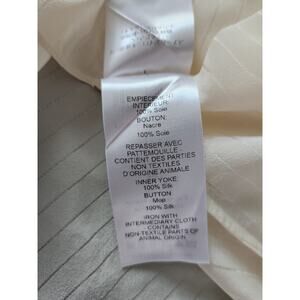 EMPIECEMENT
INTERIEUR:
100% Soie
BOUTON:
Nacre
100% Soie
REPASSER AVEC
PATTEMOUILLE
CONTIENT DES PARTIES
NON TEXTILES
D'ORIGINE ANIMALE
INNER YOKE:
100% Silk
BUTTON:
Mop
100% Silk
IRON WITH
INTERMEDIARY CLOTH
CONTAINS
NON-TEXTILE PARTS OF
ANIMAL ORIGIN